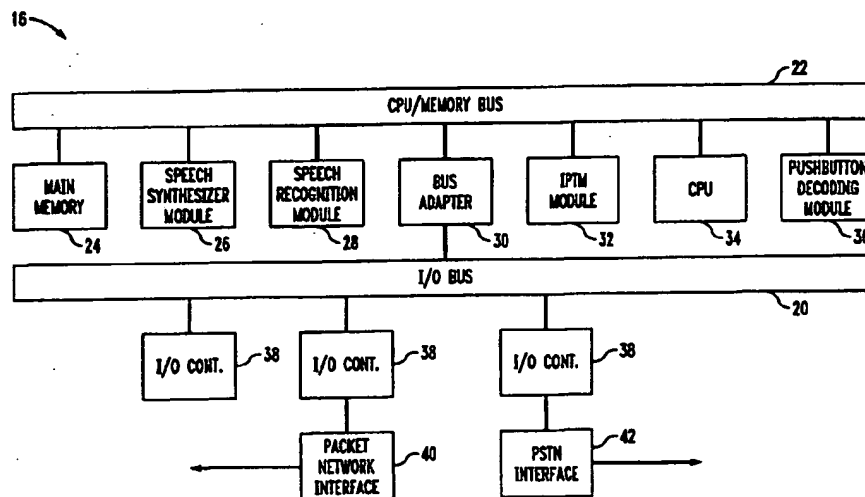 16
22
CPU/MEMORY BUS
MAIN
MEMORY
24
SPEECH
SYNTHESIZER
MODULE
26
SPEECH
RECOGNITION
MODULE
28
BUS
ADAPTER
30
IPTM
MODULE
32
CPU
34
PUSHBUTTON
DECODING
MODULE
36
I/O BUS
20
I/O CONT.
38
I/O CONT.
38
I/O CONT.
38
PACKET
NETWORK
INTERFACE
40
PSTN
INTERFACE
42